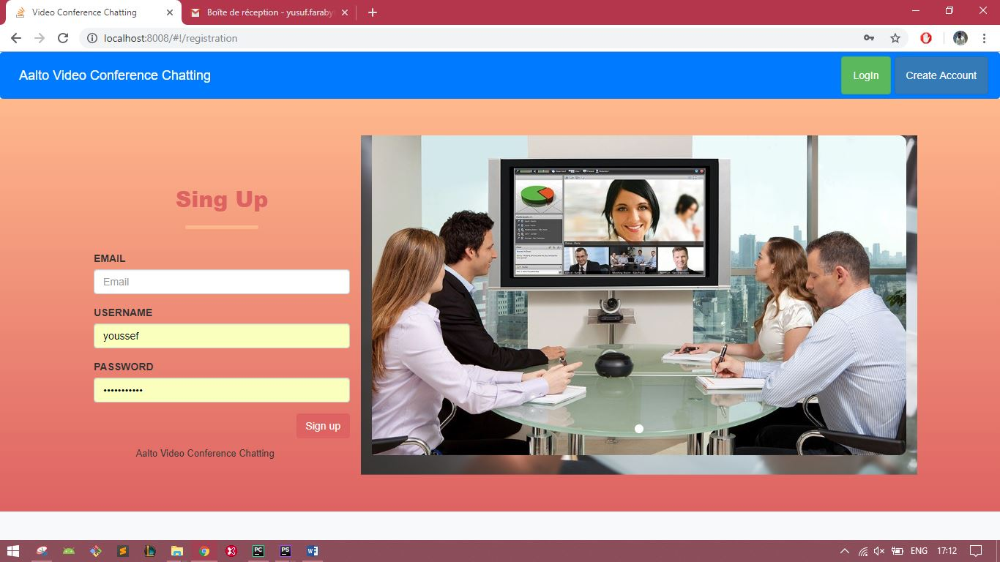 Video Conference Chatting
Boîte de réception - yusuf.faraby
localhost:8008/#!/registration
Aalto Video Conference Chatting
LogIn
Create Account
Sing Up
EMAIL
Email
USERNAME
youssef
PASSWORD
•••••••••••
Sign up
Aalto Video Conference Chatting
ENG
17:12